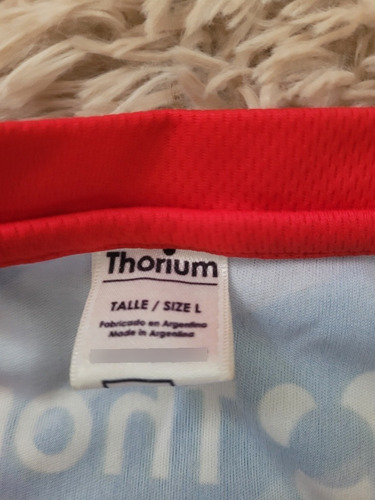 Thorium
TALLE / SIZE L
Fabricado en Argentina
Made in Argentina